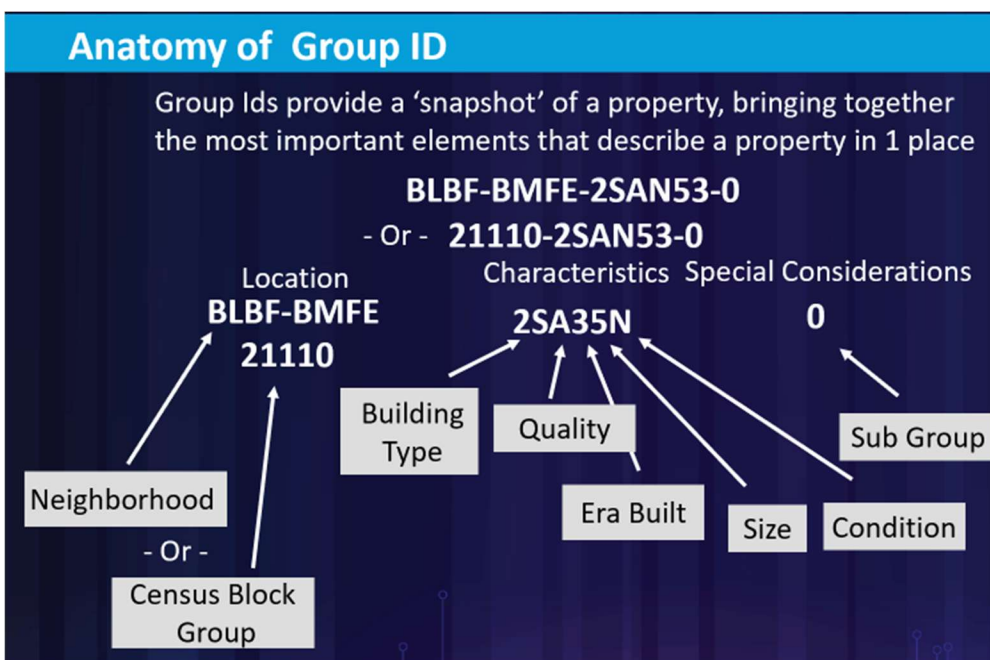 Anatomy of Group ID
Group Ids provide a ‘snapshot’ of a property, bringing together
the most important elements that describe a property in 1 place
BLBF-BMFE-2SAN53-0
- Or - 21110-2SAN53-0
Location
BLBF-BMFE
21110
Characteristics
2SA35N
Special Considerations
0
Building
Type
Quality
Sub Group
Neighborhood
Era Built
Size
Condition
- Or -
Census Block
Group